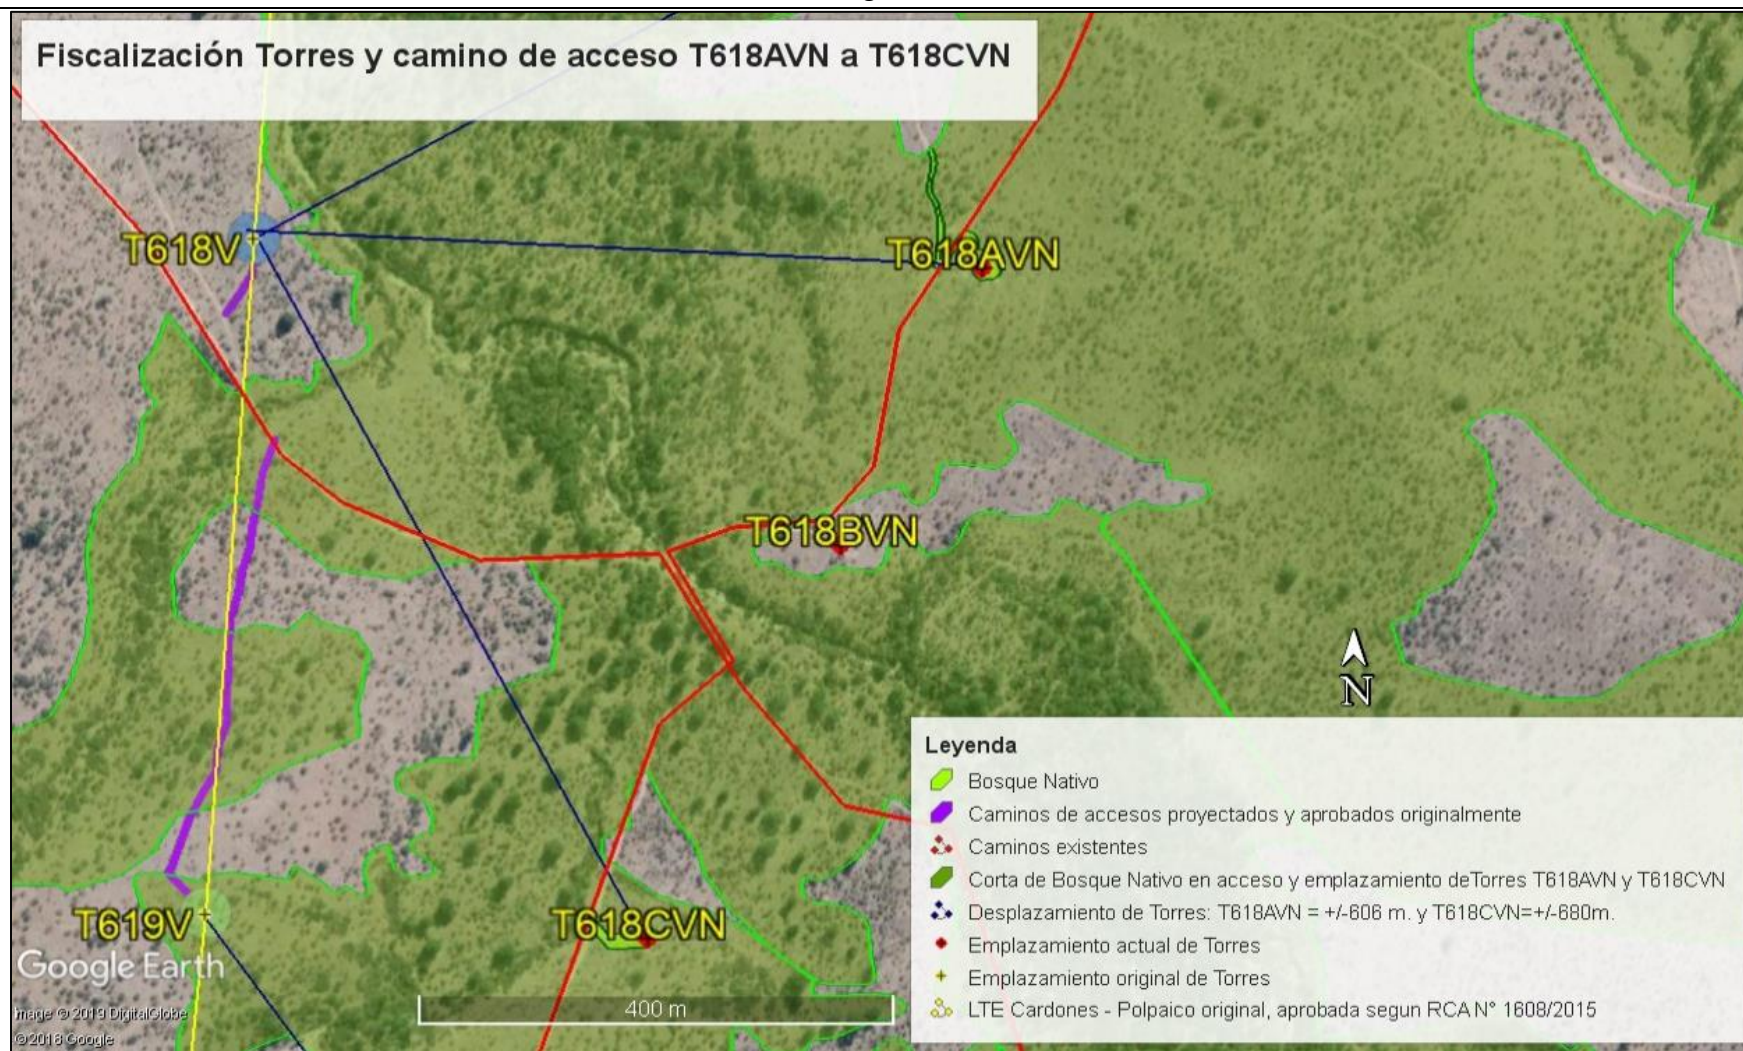 Fiscalización Torres y camino de acceso T618AVN a T618CVN
T618V
T618AVN
T618BVN
T619V
T618CVN
Leyenda
Bosque Nativo
Caminos de accesos proyectados y aprobados originalmente
Caminos existentes
Corta de Bosque Nativo en acceso y emplazamiento deTorres T618AVN y T618CVN
Desplazamiento de Torres: T618AVN = +/-606 m. y T618CVN=+/-680m.
Emplazamiento actual de Torres
Emplazamiento original de Torres
LTE Cardones - Polpaico original, aprobada segun RCA N° 1608/2015
N
Google Earth
400 m
Image © 2019 DigitalGlobe
© 2018 Google